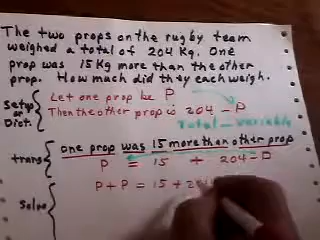 The two props on the rugby team
weighed a total of 204 Kg. One
prop was 15 Kg more than the other
prop. How much did they each weigh.
Setup or Dict.
Let one prop be P
Then the other prop is 204 - P
Total - variable
trans
one prop was 15 more than other prop
P = 15 + 204 - P
Solve
P + P = 15 + 204